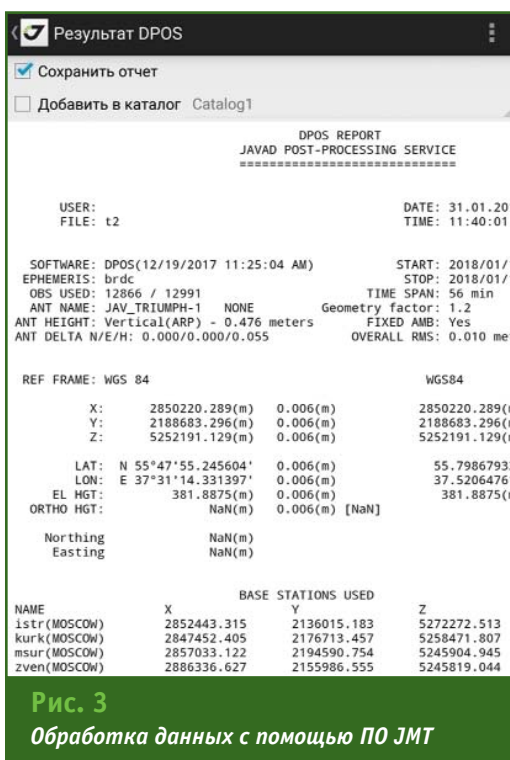 Результат DPOS
Сохранить отчет
Добавить в каталог Catalog1
DPOS REPORT
JAVAD POST-PROCESSING SERVICE
=============================
USER: DATE: 31.01.20
FILE: t2 TIME: 11:40:01
SOFTWARE: DPOS(12/19/2017 11:25:04 AM) START: 2018/01/
EPHEMERIS: brdc STOP: 2018/01/
OBS USED: 12866 / 12991 TIME SPAN: 56 min
ANT NAME: JAV_TRIUMPH-1 NONE Geometry factor: 1.2
ANT HEIGHT: Vertical(ARP) - 0.476 meters FIXED AMB: Yes
ANT DELTA N/E/H: 0.000/0.000/0.055 OVERALL RMS: 0.010 me
REF FRAME: WGS 84 WGS84
X: 2850220.289(m) 0.006(m) 2850220.289(
Y: 2188683.296(m) 0.006(m) 2188683.296(
Z: 5252191.129(m) 0.006(m) 5252191.129(
LAT: N 55°47'55.245604' 0.006(m) 55.7986793
LON: E 37°31'14.331397' 0.006(m) 37.5206476
EL HGT: 381.8875(m) 0.006(m) 381.8875(
ORTHO HGT: NaN(m) 0.006(m) [NaN]
Northing NaN(m)
Easting NaN(m)
BASE STATIONS USED
NAME X Y Z
istr(MOSCOW) 2852443.315 2136015.183 5272272.513
kurk(MOSCOW) 2847452.405 2176713.457 5258471.807
msur(MOSCOW) 2857033.122 2194590.754 5245904.945
zven(MOSCOW) 2886336.627 2155986.555 5245819.044
Рис. 3
Обработка данных с помощью ПО JMT